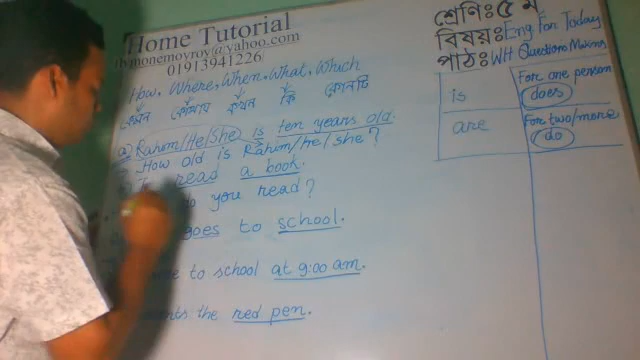 Home Tutorial
monemoyroy@yahoo.com
01913941226
শ্রেণিঃ ৫ ম
বিষয়ঃ Eng For Today
পাঠঃ WH Question Making
How, Where, When, What, Which
কেমন কোথায় কখন কি কোনটি
(a) Rahim/He/She is ten years old.
How old is Rahim/He/she?
read a book.
do you read?
goes to school.
to school at 9:00 am.
the red pen.
is
For one person
does
are
For two/more
do